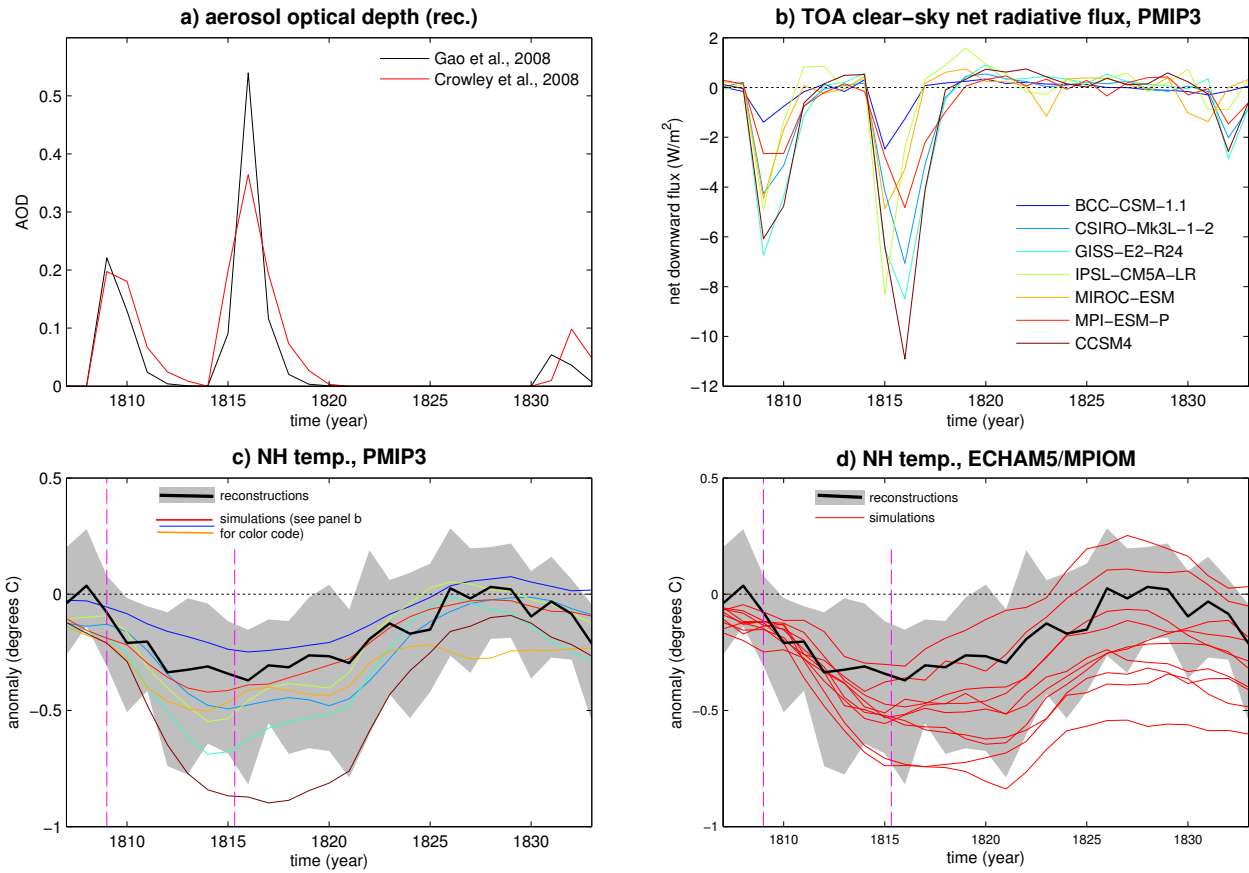 a) aerosol optical depth (rec.)
0.5
0.4
0.3
0.2
0.1
0
AOD
Gao et al., 2008
Crowley et al., 2008
1810
1815
1820
1825
1830
time (year)
b) TOA clear−sky net radiative flux, PMIP3
2
0
−2
−4
−6
−8
−10
−12
net downward flux (W/m²)
BCC−CSM−1.1
CSIRO−Mk3L−1−2
GISS−E2−R24
IPSL−CM5A−LR
MIROC−ESM
MPI−ESM−P
CCSM4
1810
1815
1820
1825
1830
time (year)
c) NH temp., PMIP3
0.5
0
−0.5
−1
anomaly (degrees C)
reconstructions
simulations (see panel b
for color code)
1810
1815
1820
1825
1830
time (year)
d) NH temp., ECHAM5/MPIOM
0.5
0
−0.5
−1
anomaly (degrees C)
reconstructions
simulations
1810
1815
1820
1825
1830
time (year)